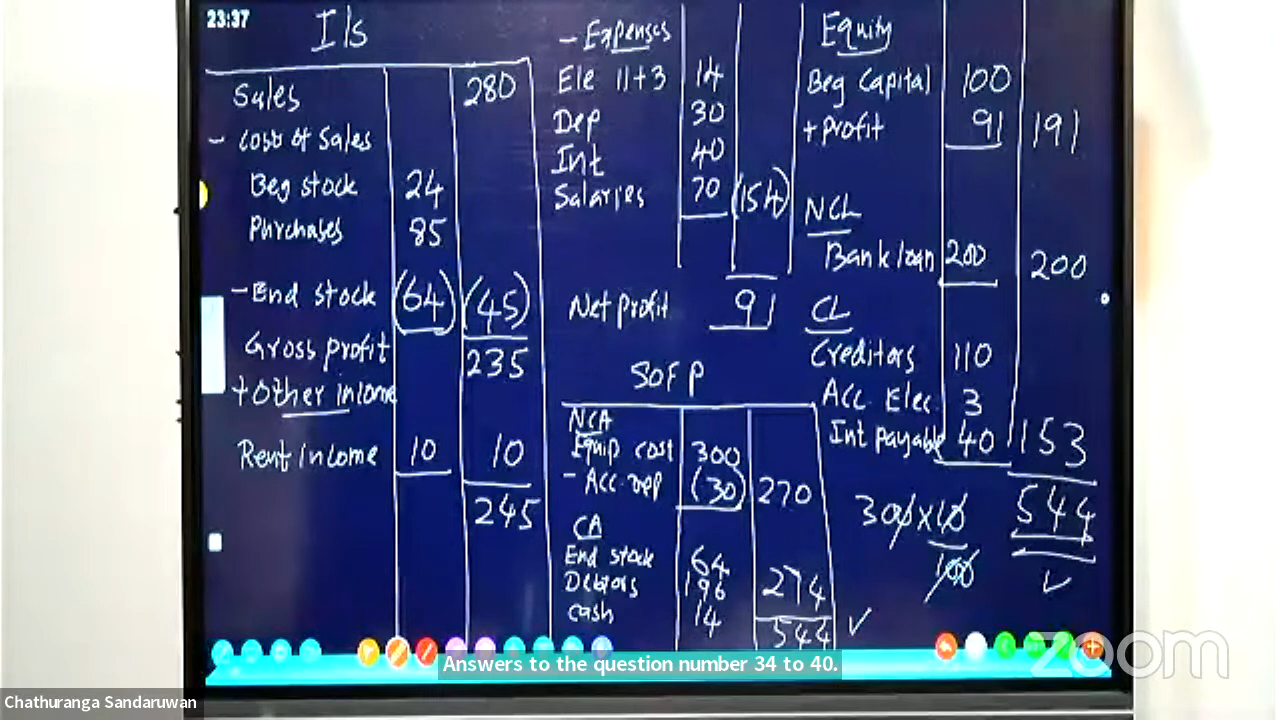 23:37
I/s
Sales 280
- Cost of Sales
Beg stock 24
Purchases 85
- End stock (64) (45)
Gross profit 235
+ Other income
Rent income 10 10
245
- Expenses
Ele 11+3 14
Dep 30
Int 40
Salaries 70 (154)
Net profit 91
SOFP
NCA
Equip cost 300
- Acc. dep (30) 270
CA
End stock 64
Debtors 196 274
Cash 14
544 ✓
Equity
Beg Capital 100
+ Profit 91 191
NCL
Bank loan 200 200
CL
Creditors 110
Acc. Elec 3
Int payable 40 153
544
✓
300 x 10
100
zoom
Answers to the question number 34 to 40.
Chathuranga Sandaruwan